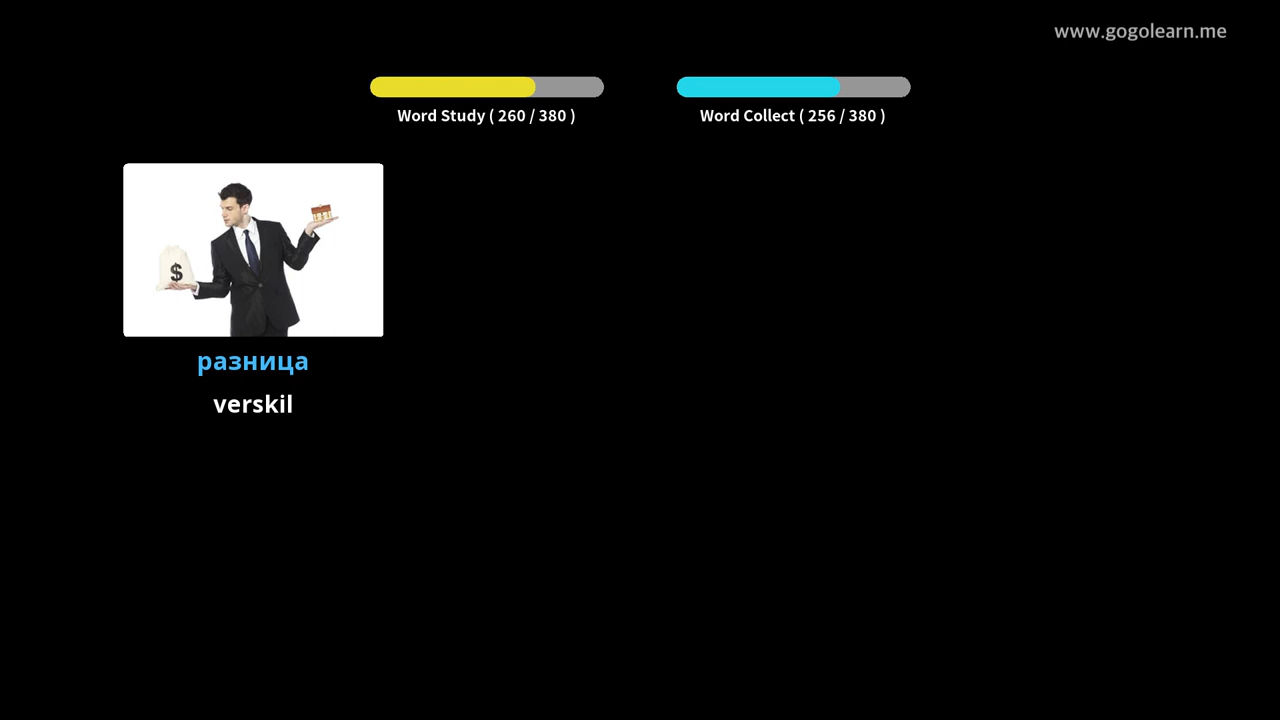 www.gogolearn.me
Word Study ( 260 / 380 )
Word Collect ( 256 / 380 )
$
разница
verskil